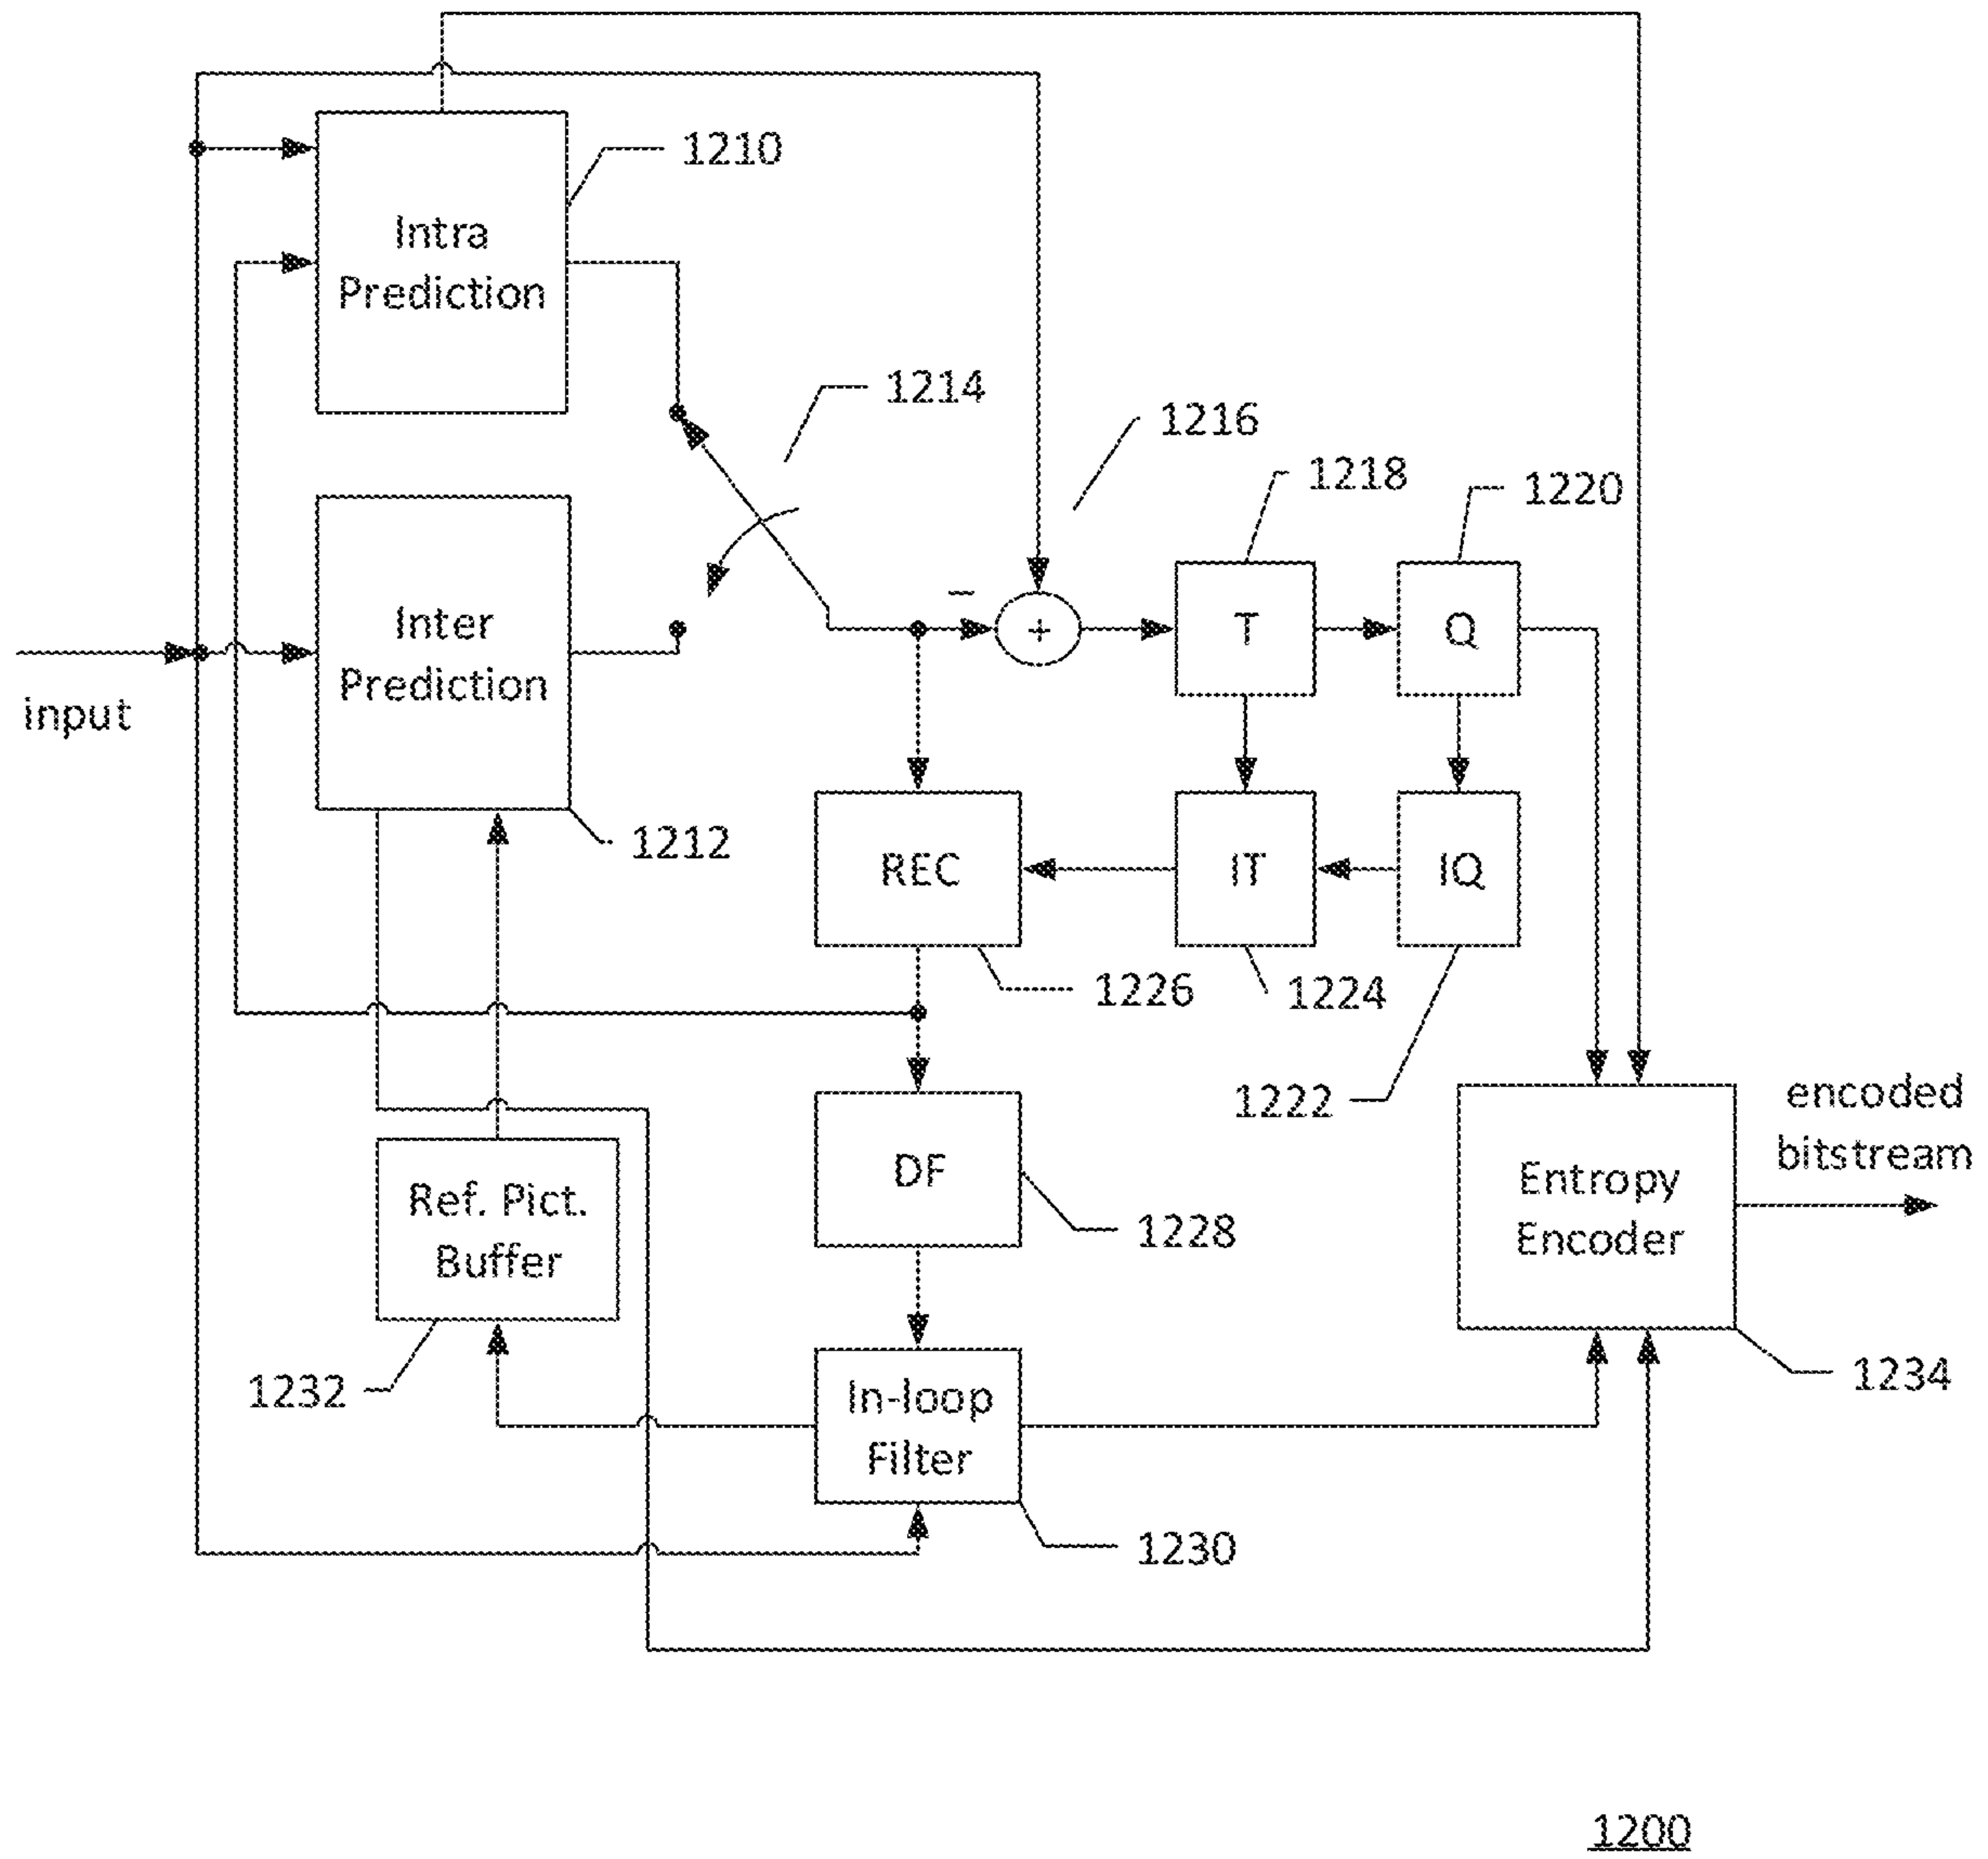 1210
Intra
Prediction
1214
1216
1218
1220
Inter
Prediction
−
+
T
Q
input
1212
REC
IT
IQ
1226
1224
1222
encoded
bitstream
DF
Entropy
Encoder
Ref. Pict.
Buffer
1228
1232
In-loop
Filter
1234
1230
1200